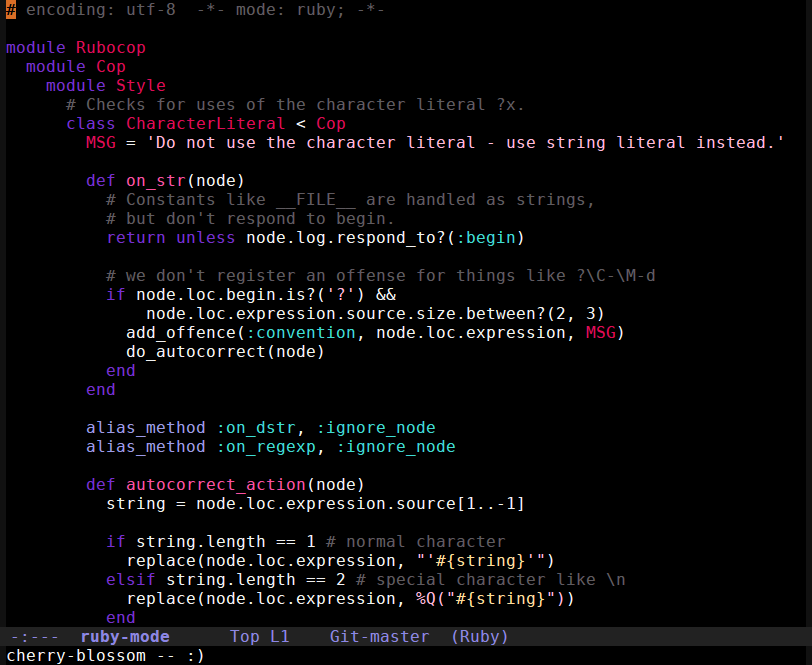 # encoding: utf-8  -*- mode: ruby; -*-

module Rubocop
  module Cop
    module Style
      # Checks for uses of the character literal ?x.
      class CharacterLiteral < Cop
        MSG = 'Do not use the character literal - use string literal instead.'

        def on_str(node)
          # Constants like __FILE__ are handled as strings,
          # but don't respond to begin.
          return unless node.log.respond_to?(:begin)

          # we don't register an offense for things like ?\C-\M-d
          if node.loc.begin.is?('?') &&
              node.loc.expression.source.size.between?(2, 3)
            add_offence(:convention, node.loc.expression, MSG)
            do_autocorrect(node)
          end
        end

        alias_method :on_dstr, :ignore_node
        alias_method :on_regexp, :ignore_node

        def autocorrect_action(node)
          string = node.loc.expression.source[1..-1]

          if string.length == 1 # normal character
            replace(node.loc.expression, "'#{string}'")
          elsif string.length == 2 # special character like \n
            replace(node.loc.expression, %Q("#{string}"))
          end
-:---  ruby-mode      Top L1    Git-master  (Ruby)
cherry-blossom -- :)